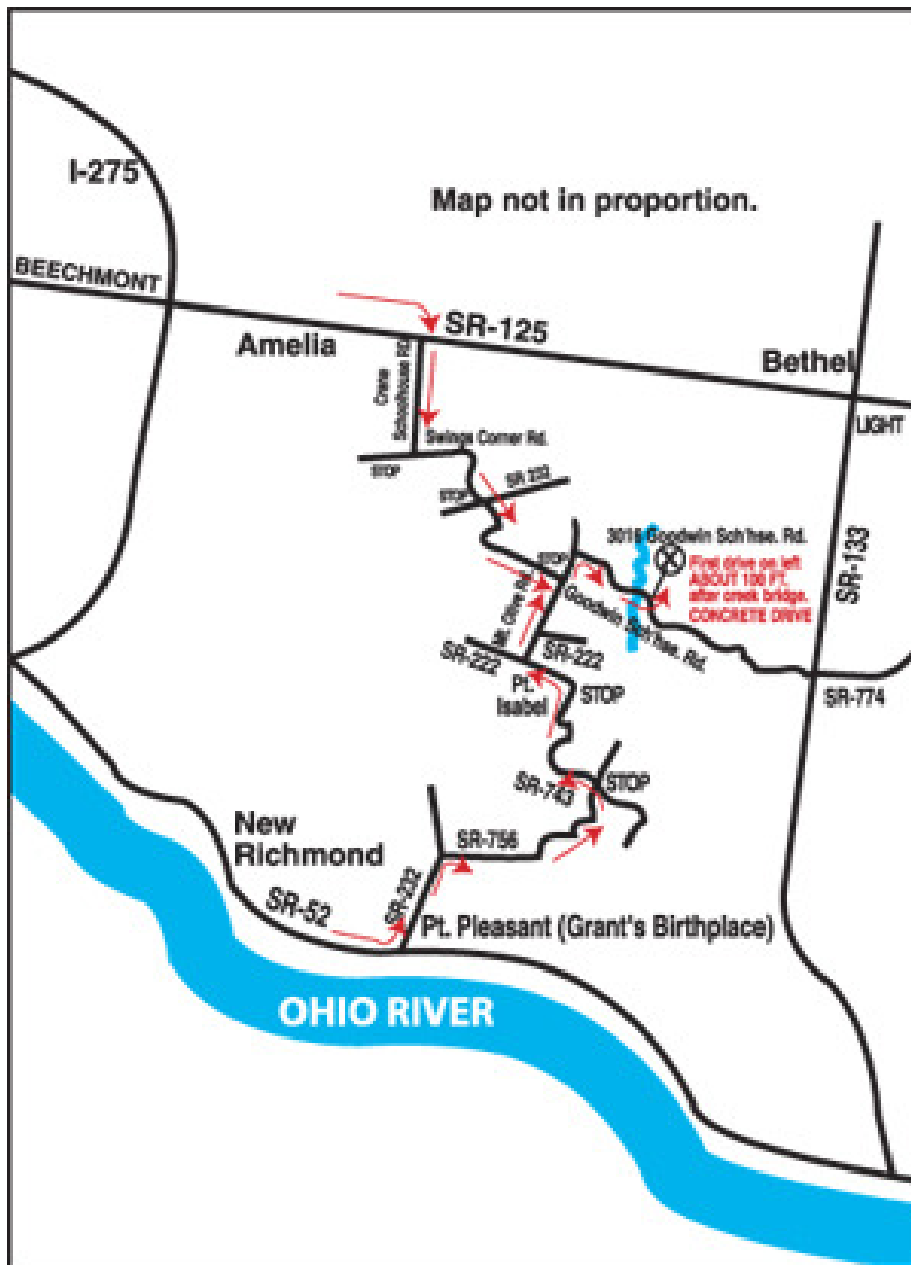 I-275
Map not in proportion.
BEECHMONT
SR-125
Amelia
Bethel
Crane
Schoolhouse RD.
LIGHT
Swings Corner Rd.
STOP
SR 232
STOP
Goodwin Sch'hse. Rd.
STOP
First drive on left
ABOUT 100 FT.
after creek bridge.
CONCRETE DRIVE
SR-133
Mt. Olive Rd.
Goodwin Sch'hse. Rd.
SR-222
SR-222
Pt.
Isabel
STOP
SR-774
SR-743
STOP
New
Richmond
SR-756
SR-52
SR-232
Pt. Pleasant (Grant's Birthplace)
OHIO RIVER